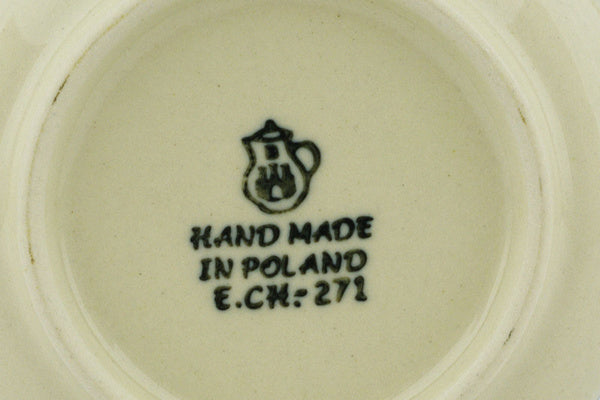 HAND MADE
IN POLAND
E.CH.- 271